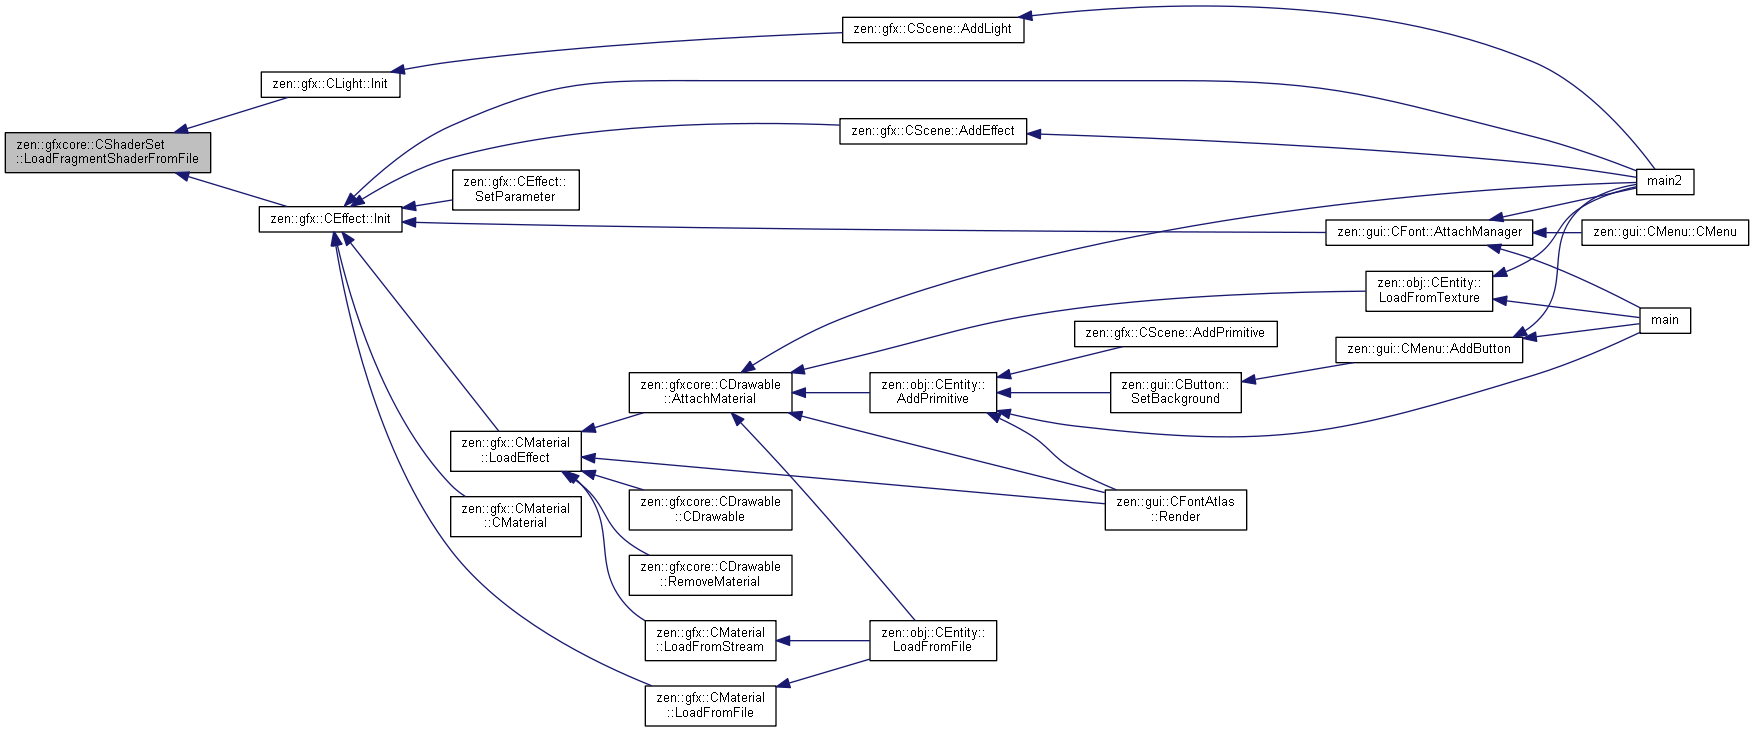 zen::gfx::CScene::AddLight
zen::gfx::CLight::Init
zen::gfxcore::CShaderSet
::LoadFragmentShaderFromFile
zen::gfx::CScene::AddEffect
zen::gfx::CEffect::
SetParameter
main2
zen::gfx::CEffect::Init
zen::gui::CFont::AttachManager
zen::gui::CMenu::CMenu
zen::obj::CEntity::
LoadFromTexture
main
zen::gfx::CScene::AddPrimitive
zen::gui::CMenu::AddButton
zen::gfxcore::CDrawable
::AttachMaterial
zen::obj::CEntity::
AddPrimitive
zen::gui::CButton::
SetBackground
zen::gfx::CMaterial
::LoadEffect
zen::gfx::CMaterial
::CMaterial
zen::gfxcore::CDrawable
::CDrawable
zen::gui::CFontAtlas
::Render
zen::gfxcore::CDrawable
::RemoveMaterial
zen::gfx::CMaterial
::LoadFromStream
zen::obj::CEntity::
LoadFromFile
zen::gfx::CMaterial
::LoadFromFile